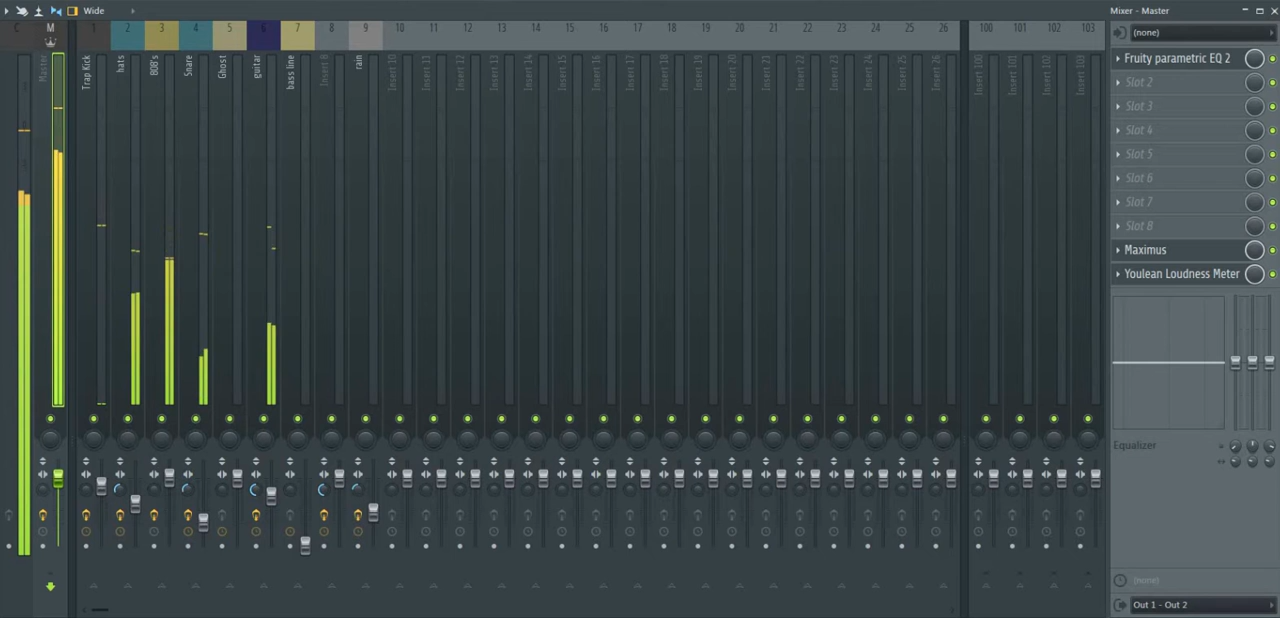 Wide
Mixer - Master
C M 1 2 3 4 5 6 7 8 9 10 11 12 13 14 15 16 17 18 19 20 21 22 23 24 25 26 100 101 102 103
Master
Trap Kick
hats
808's
Snare
Ghost
guitar
bass line
Insert 8
rain
Insert 10
Insert 11
Insert 12
Insert 13
Insert 14
Insert 15
Insert 16
Insert 17
Insert 18
Insert 19
Insert 20
Insert 21
Insert 22
Insert 23
Insert 24
Insert 25
Insert 26
Insert 100
Insert 101
Insert 102
Insert 103
(none)
Fruity parametric EQ 2
Slot 2
Slot 3
Slot 4
Slot 5
Slot 6
Slot 7
Slot 8
Maximus
Youlean Loudness Meter
Equalizer
(none)
Out 1 - Out 2